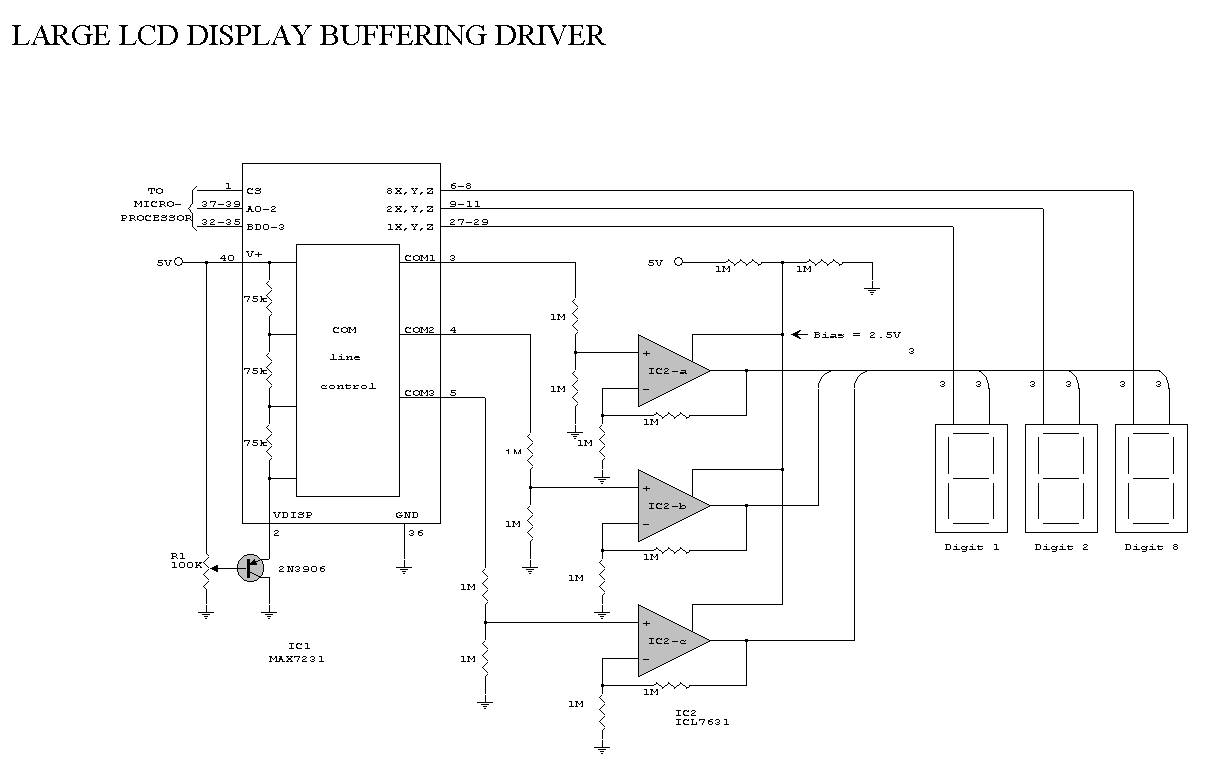 LARGE LCD DISPLAY BUFFERING DRIVER
TO
MICRO-
PROCESSOR
1 CS
37-39 AO-2
32-35 BDO-3
8X,Y,Z 6-8
2X,Y,Z 9-11
1X,Y,Z 27-29
5V
40 V+
COM1 3
COM2 4
COM3 5
75k
75k
75k
COM
line
control
VDISP
2
GND
36
R1
100K
2N3906
IC1
MAX7231
5V
1M
1M
Bias = 2.5V
3
1M
1M
+
IC2-a
-
1M
1M
1M
1M
+
IC2-b
-
1M
1M
1M
1M
+
IC2-c
-
1M
1M
IC2
ICL7631
3 3 3 3 3 3
Digit 1
Digit 2
Digit 8